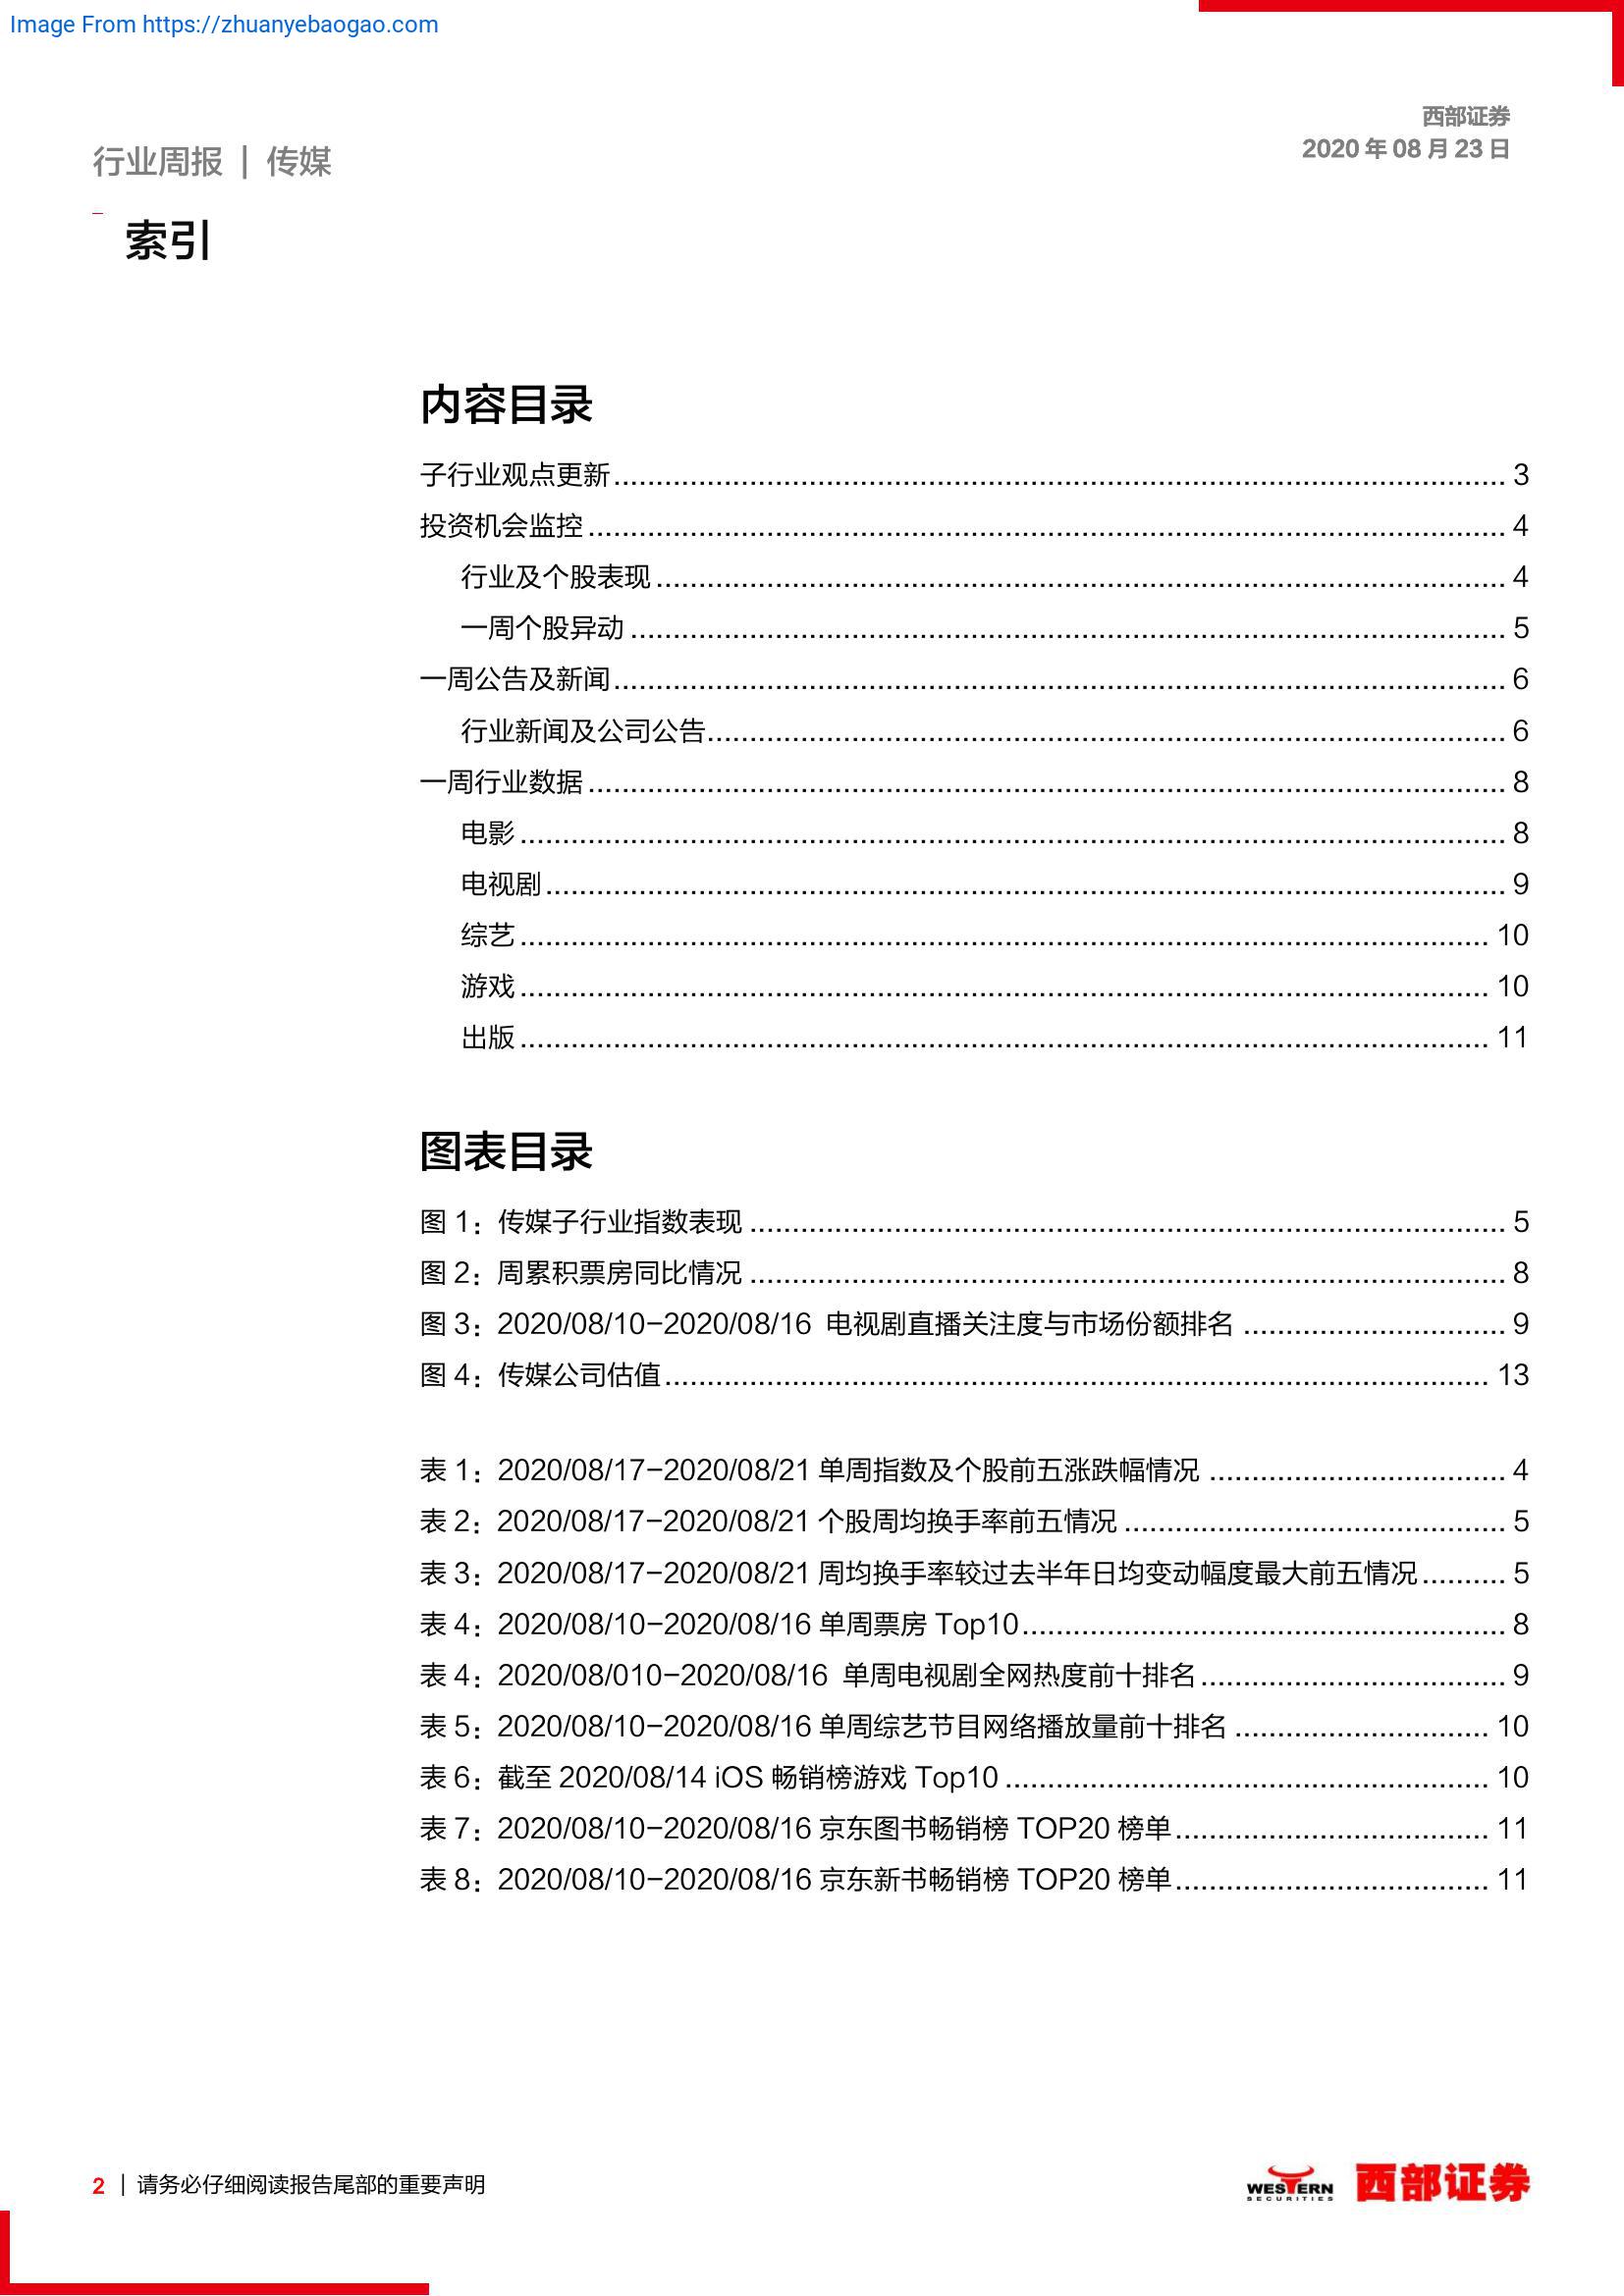 Image From https://zhuanyebaogao.com
西部证券
2020 年 08 月 23 日
行业周报 | 传媒
索引
内容目录
子行业观点更新.......... 3
投资机会监控.......... 4
行业及个股表现.......... 4
一周个股异动.......... 5
一周公告及新闻.......... 6
行业新闻及公司公告.......... 6
一周行业数据.......... 8
电影.......... 8
电视剧.......... 9
综艺.......... 10
游戏.......... 10
出版.......... 11
图表目录
图 1：传媒子行业指数表现.......... 5
图 2：周累积票房同比情况.......... 8
图 3：2020/08/10-2020/08/16 电视剧直播关注度与市场份额排名.......... 9
图 4：传媒公司估值.......... 13
表 1：2020/08/17-2020/08/21 单周指数及个股前五涨跌幅情况.......... 4
表 2：2020/08/17-2020/08/21 个股周均换手率前五情况.......... 5
表 3：2020/08/17-2020/08/21 周均换手率较过去半年日均变动幅度最大前五情况.......... 5
表 4：2020/08/10-2020/08/16 单周票房 Top10.......... 8
表 4：2020/08/010-2020/08/16 单周电视剧全网热度前十排名.......... 9
表 5：2020/08/10-2020/08/16 单周综艺节目网络播放量前十排名.......... 10
表 6：截至 2020/08/14 iOS 畅销榜游戏 Top10.......... 10
表 7：2020/08/10-2020/08/16 京东图书畅销榜 TOP20 榜单.......... 11
表 8：2020/08/10-2020/08/16 京东新书畅销榜 TOP20 榜单.......... 11
2 | 请务必仔细阅读报告尾部的重要声明
WESTERN
SECURITIES
西部证券